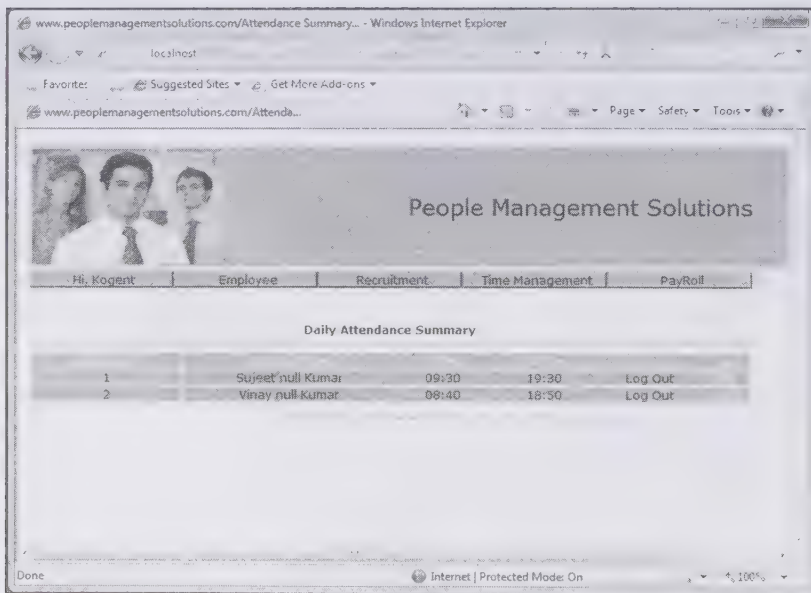 www.peoplemanagementsolutions.com/Attendance Summary... - Windows Internet Explorer
localhost
Favorites Suggested Sites Get More Add-ons
www.peoplemanagementsolutions.com/Attenda... Page Safety Tools
People Management Solutions
Hi, Kogent Employee Recruitment Time Management PayRoll
Daily Attendance Summary
1 Sujeet null Kumar 09:30 19:30 Log Out
2 Vinay null Kumar 08:40 18:50 Log Out
Done Internet | Protected Mode: On 100%